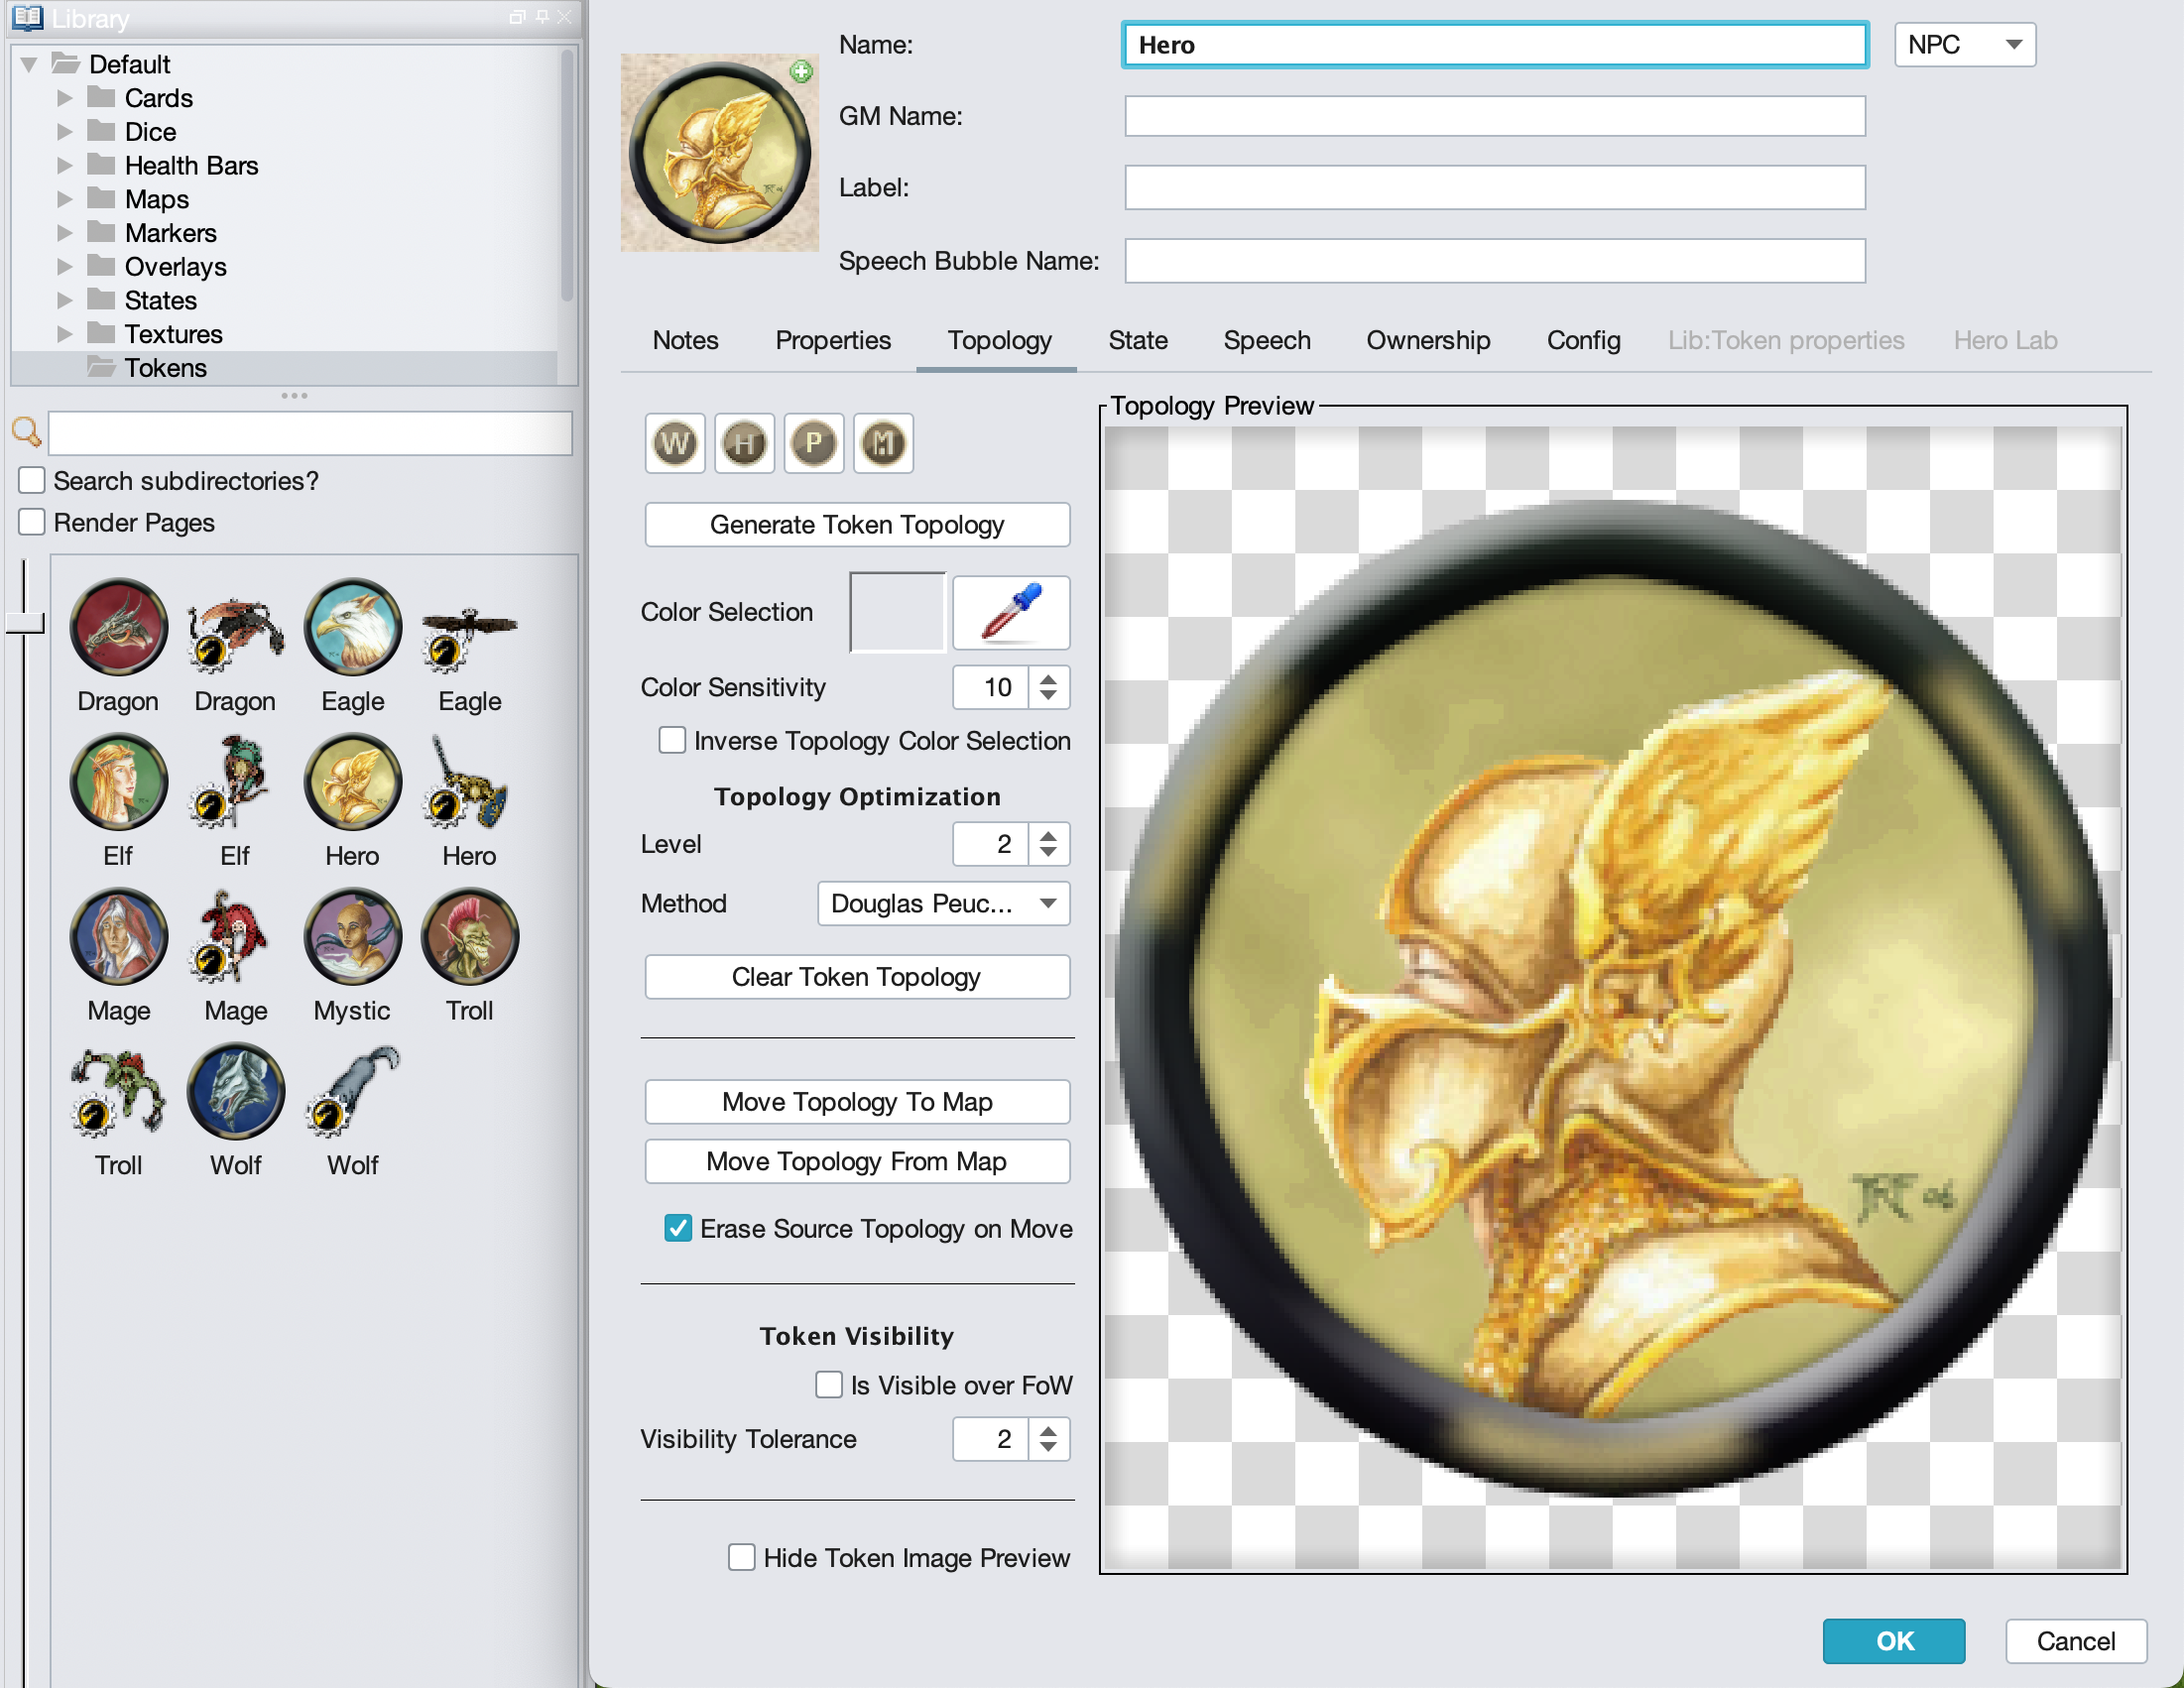 Library
Default
Cards
Dice
Health Bars
Maps
Markers
Overlays
States
Textures
Tokens
Search subdirectories?
Render Pages
Dragon Dragon Eagle Eagle
Elf Elf Hero Hero
Mage Mage Mystic Troll
Troll Wolf Wolf
Name: Hero NPC
GM Name:
Label:
Speech Bubble Name:
Notes Properties Topology State Speech Ownership Config Lib:Token properties Hero Lab
W H P M
Generate Token Topology
Color Selection
Color Sensitivity 10
Inverse Topology Color Selection
Topology Optimization
Level 2
Method Douglas Peuc...
Clear Token Topology
Move Topology To Map
Move Topology From Map
Erase Source Topology on Move
Token Visibility
Is Visible over FoW
Visibility Tolerance 2
Hide Token Image Preview
Topology Preview
OK Cancel